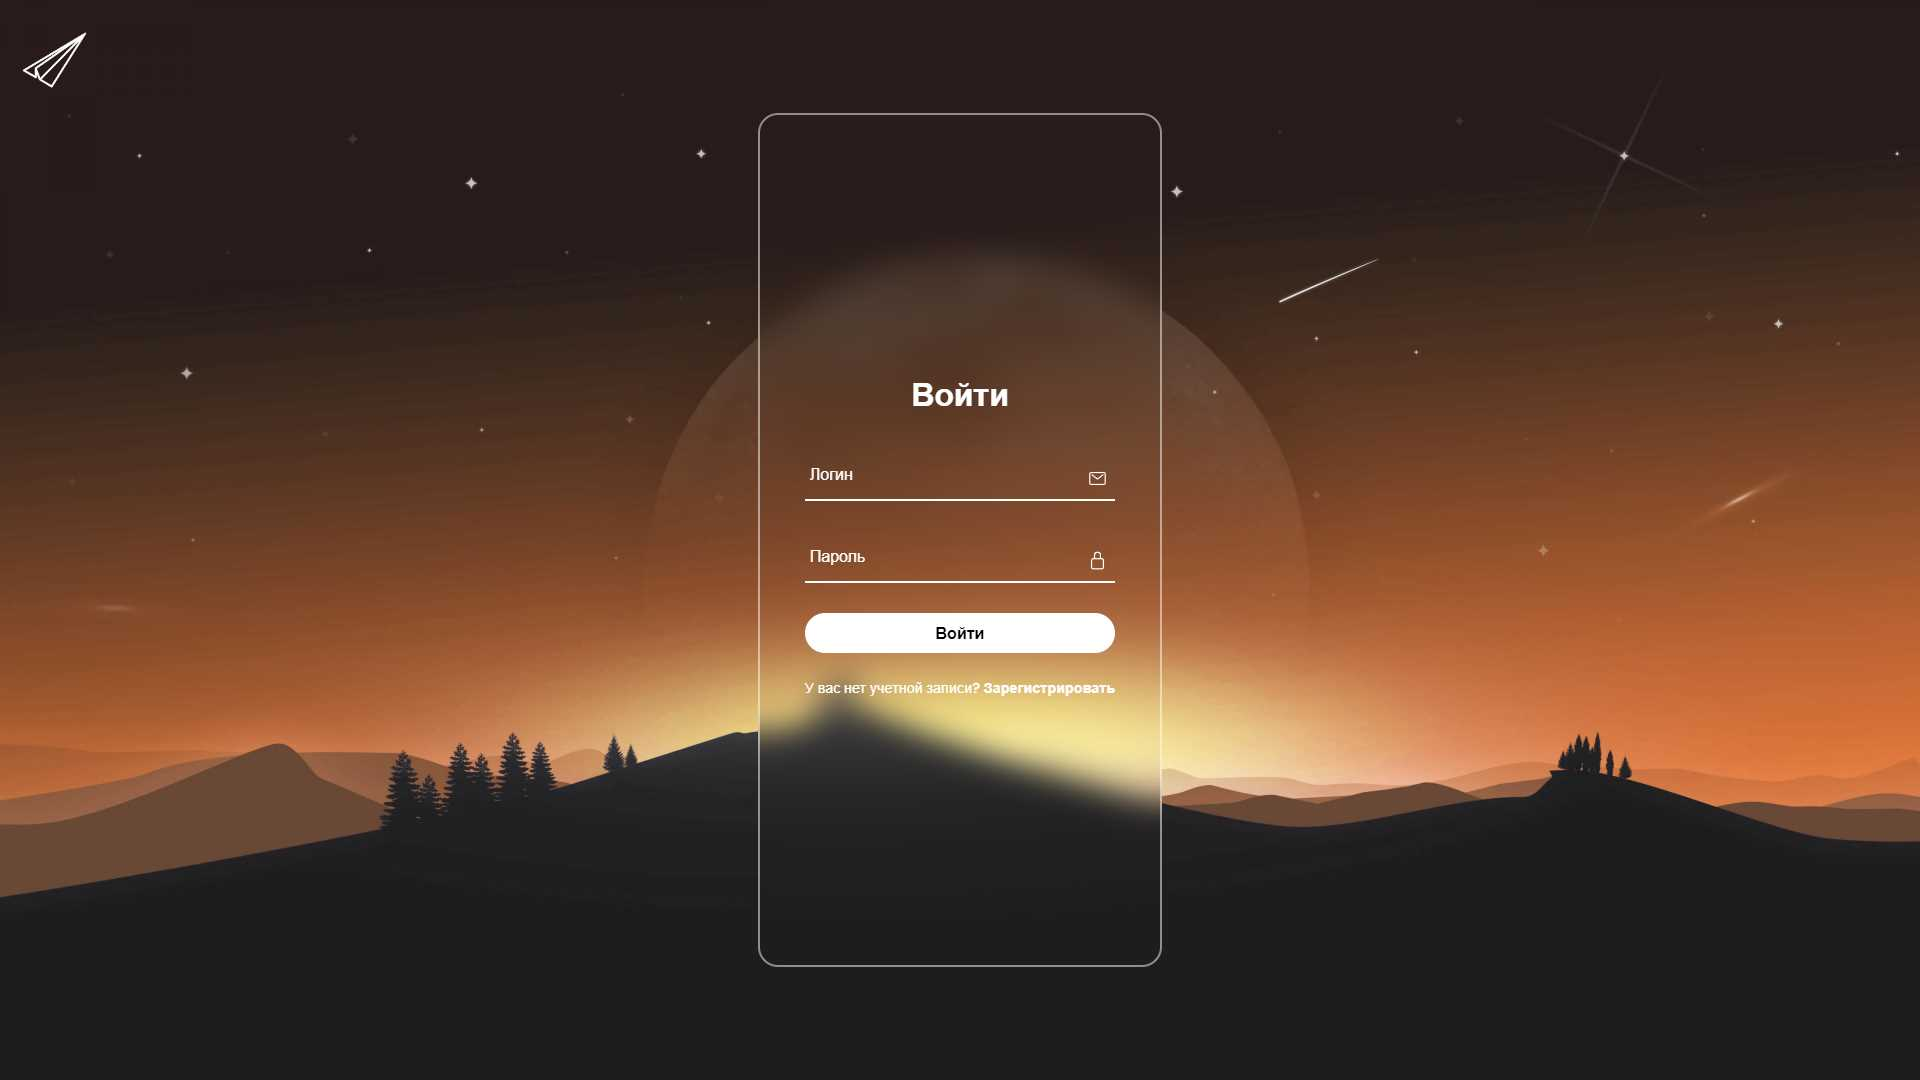 Войти
Логин
Пароль
Войти
У вас нет учетной записи? Зарегистрировать